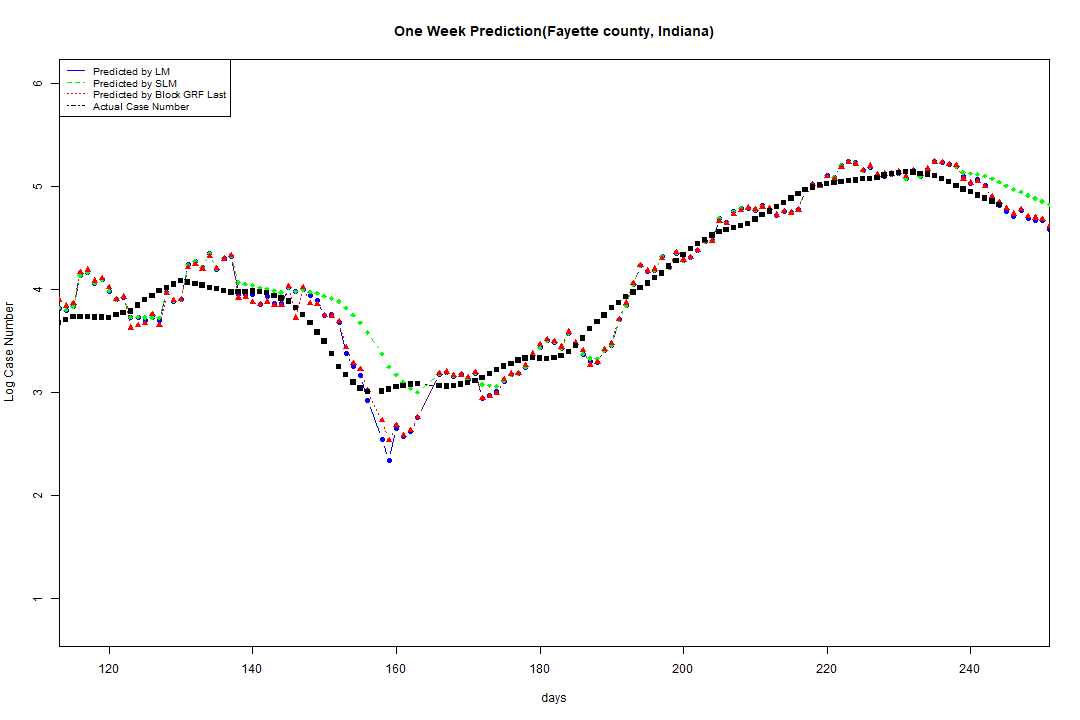 One Week Prediction(Fayette county, Indiana)
Predicted by LM
Predicted by SLM
Predicted by Block GRF Last
Actual Case Number
6
5
4
3
2
1
Log Case Number
120 140 160 180 200 220 240
days